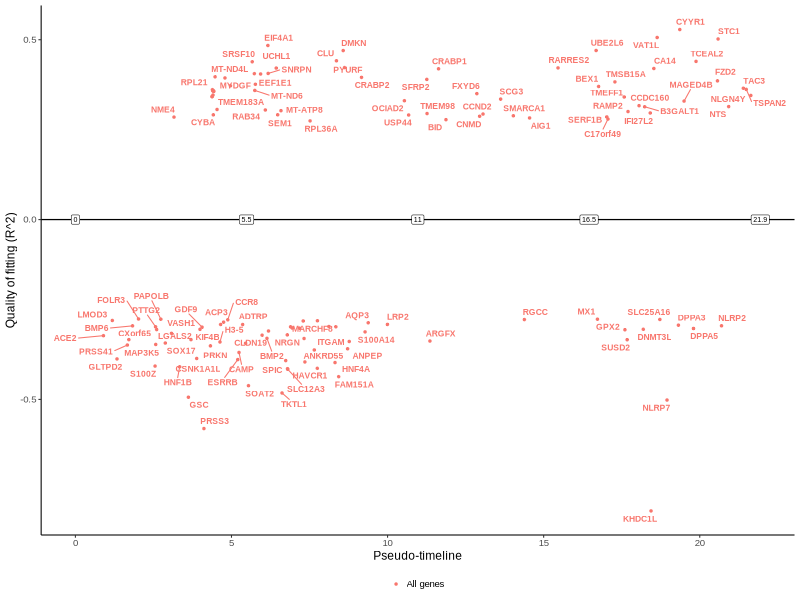 CYYR1
STC1
EIF4A1
VAT1L
DMKN
UBE2L6
0.5
SRSF10
UCHL1
CLU
CRABP1
RARRES2
CA14
TCEAL2
MT-ND4L
SNRPN
PYURF
BEX1
TMSB15A
FZD2
RPL21
EEF1E1
CRABP2
SFRP2
FXYD6
TMEFF1
MAGED4B
TAC3
MT-ND6
SCG3
CCDC160
NLGN4Y
TSPAN2
NME4
TMEM183A
MT-ATP8
OCIAD2
TMEM98
CCND2
SMARCA1
RAMP2
B3GALT1
NTS
CYBA
RAB34
SEM1
RPL36A
USP44
BID
CNMD
AIG1
SERF1B
IFI27L2
C17orf49
Quality of fitting (R^2)
0.0
0
5.5
11
16.5
21.9
FOLR3
PAPOLB
CCR8
LMOD3
PTTG2
GDF9
ACP3
ADTRP
AQP3
LRP2
RGCC
MX1
SLC25A16
DPPA3
NLRP2
BMP6
CXorf65
VASH1
H3-5
MARCHF3
GPX2
ACE2
LGALS2
KIF4B
CLDN19
NRGN
ITGAM
S100A14
ARGFX
DNMT3L
DPPA5
PRSS41
MAP3K5
SOX17
PRKN
BMP2
ANKRD55
ANPEP
SUSD2
GLTPD2
S100Z
CSNK1A1L
CAMP
SPIC
HAVCR1
HNF4A
HNF1B
ESRRB
SLC12A3
FAM151A
GSC
SOAT2
TKTL1
NLRP7
-0.5
PRSS3
KHDC1L
0
5
10
15
20
Pseudo-timeline
All genes